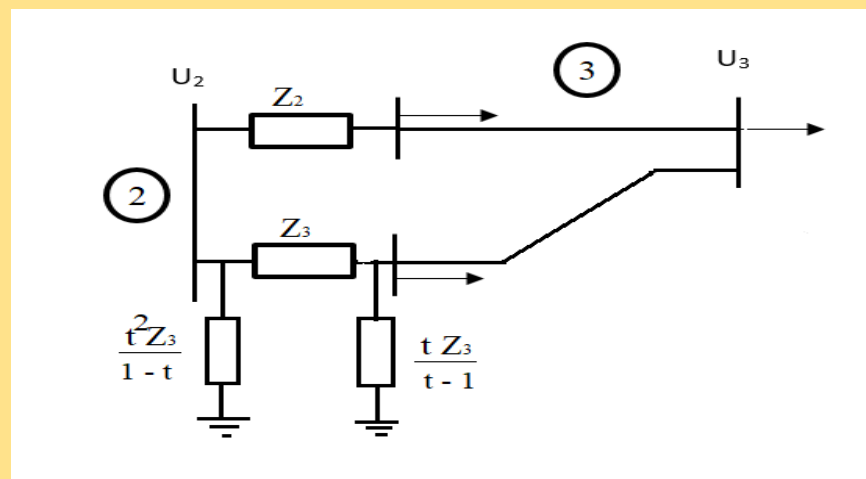 U₂
Z₂
3
U₃
2
Z₃
t²Z₃
1 - t
t Z₃
t - 1